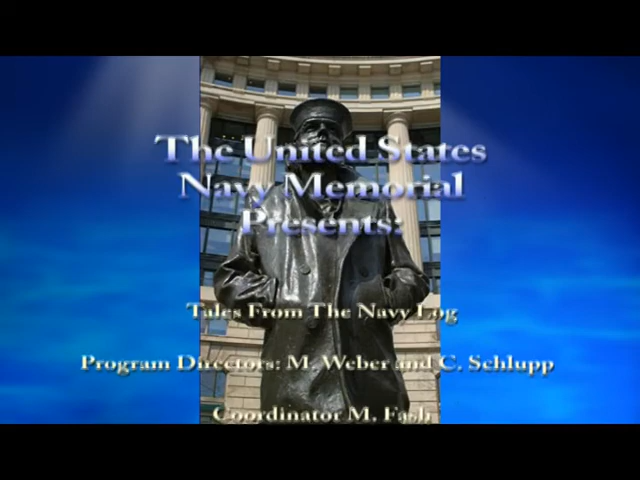 The United States
Navy Memorial
Presents:
Tales From The Navy Log
Program Directors: M. Weber and C. Schlupp
Coordinator M. Fash